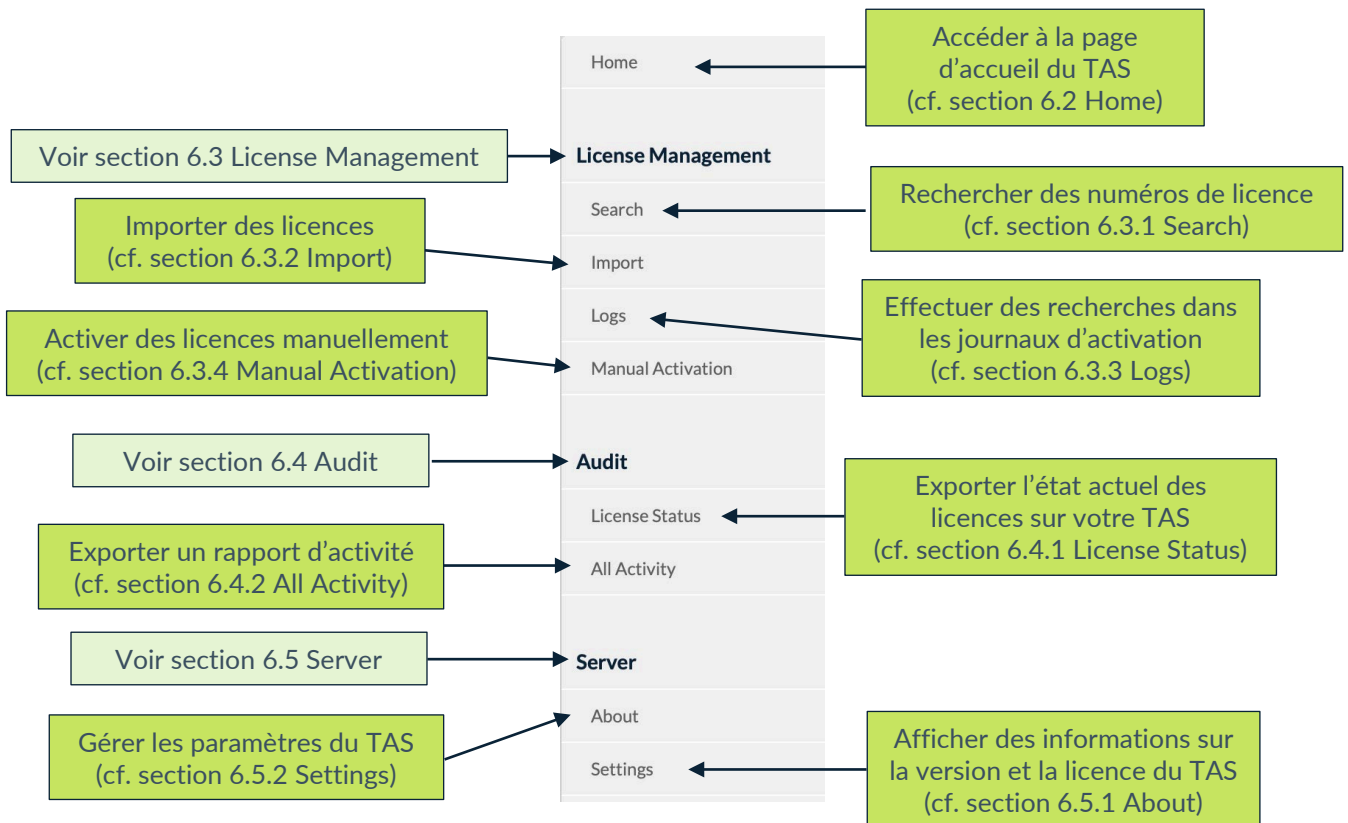 Accéder à la page
d'accueil du TAS
(cf. section 6.2 Home)
Home
Voir section 6.3 License Management
License Management
Rechercher des numéros de licence
(cf. section 6.3.1 Search)
Search
Importer des licences
(cf. section 6.3.2 Import)
Import
Effectuer des recherches dans
les journaux d'activation
(cf. section 6.3.3 Logs)
Logs
Activer des licences manuellement
(cf. section 6.3.4 Manual Activation)
Manual Activation
Voir section 6.4 Audit
Audit
Exporter l'état actuel des
licences sur votre TAS
(cf. section 6.4.1 License Status)
License Status
Exporter un rapport d'activité
(cf. section 6.4.2 All Activity)
All Activity
Voir section 6.5 Server
Server
About
Gérer les paramètres du TAS
(cf. section 6.5.2 Settings)
Settings
Afficher des informations sur
la version et la licence du TAS
(cf. section 6.5.1 About)